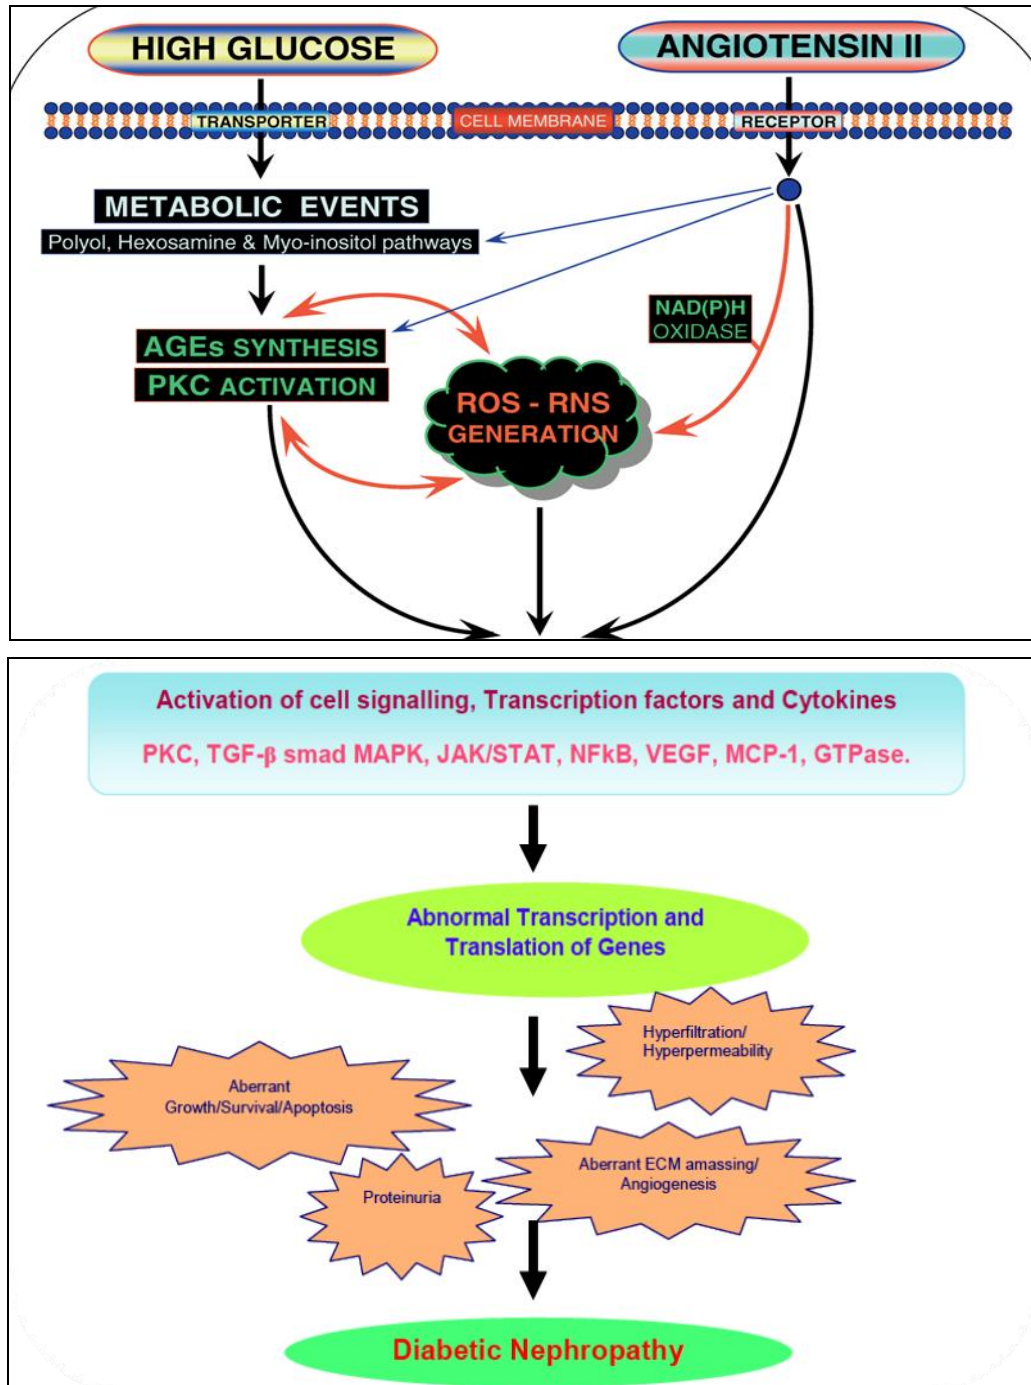 HIGH GLUCOSE
ANGIOTENSIN II
TRANSPORTER
CELL MEMBRANE
RECEPTOR
METABOLIC EVENTS
Polyol, Hexosamine & Myo-inositol pathways
NAD(P)H
OXIDASE
AGEs SYNTHESIS
PKC ACTIVATION
ROS - RNS
GENERATION
Activation of cell signalling, Transcription factors and Cytokines
PKC, TGF-β smad MAPK, JAK/STAT, NFkB, VEGF, MCP-1, GTPase.
Abnormal Transcription and
Translation of Genes
Hyperfiltration/
Hyperpermeability
Aberrant
Growth/Survival/Apoptosis
Aberrant ECM amassing/
Angiogenesis
Proteinuria
Diabetic Nephropathy